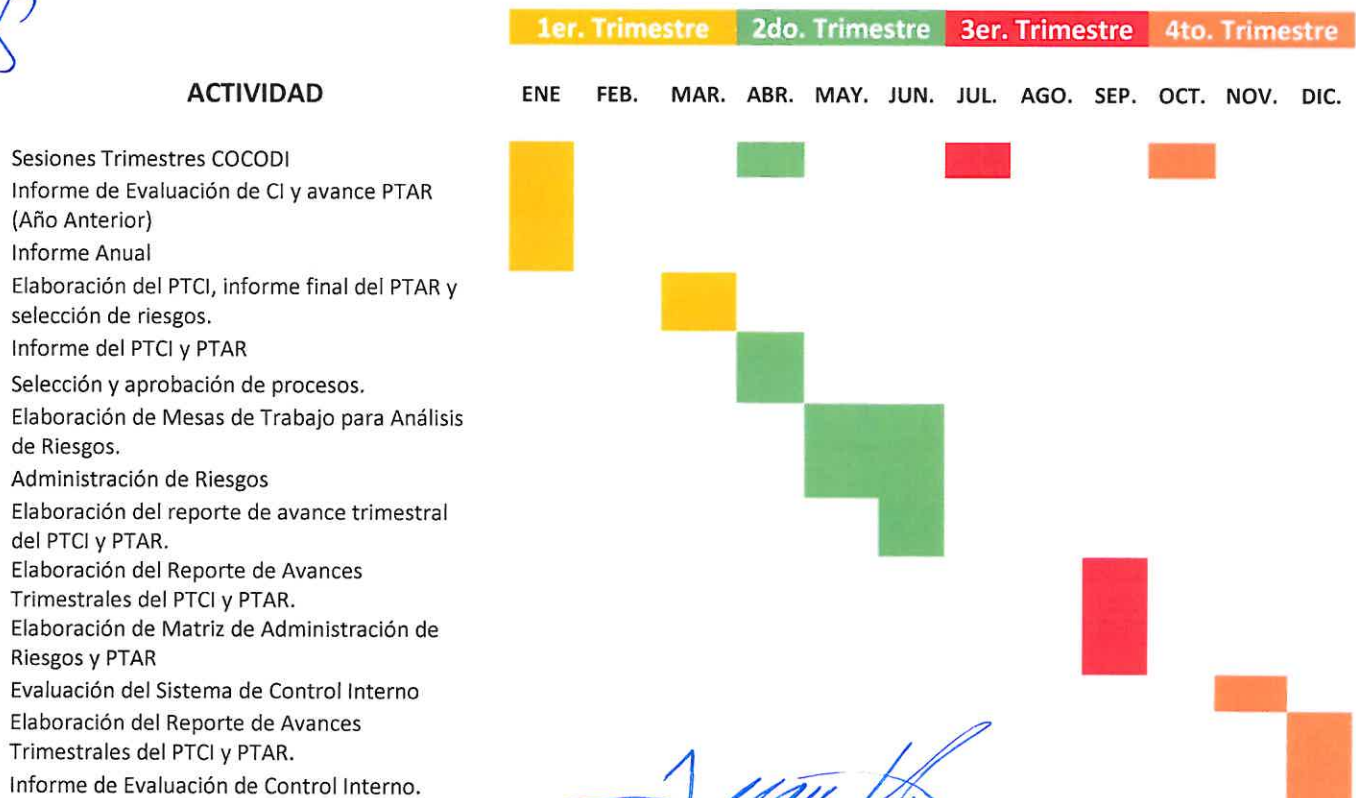 1er. Trimestre 2do. Trimestre 3er. Trimestre 4to. Trimestre
ACTIVIDAD ENE FEB. MAR. ABR. MAY. JUN. JUL. AGO. SEP. OCT. NOV. DIC.
Sesiones Trimestres COCODI
Informe de Evaluación de CI y avance PTAR
(Año Anterior)
Informe Anual
Elaboración del PTCI, informe final del PTAR y
selección de riesgos.
Informe del PTCI y PTAR
Selección y aprobación de procesos.
Elaboración de Mesas de Trabajo para Análisis
de Riesgos.
Administración de Riesgos
Elaboración del reporte de avance trimestral
del PTCI y PTAR.
Elaboración del Reporte de Avances
Trimestrales del PTCI y PTAR.
Elaboración de Matriz de Administración de
Riesgos y PTAR
Evaluación del Sistema de Control Interno
Elaboración del Reporte de Avances
Trimestrales del PTCI y PTAR.
Informe de Evaluación de Control Interno.